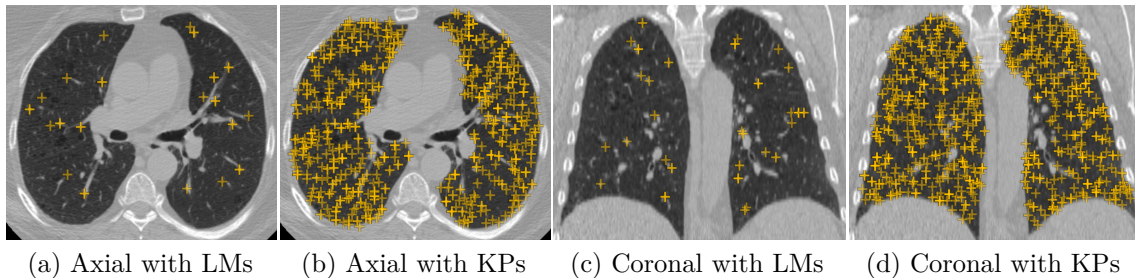 (a) Axial with LMs
(b) Axial with KPs
(c) Coronal with LMs
(d) Coronal with KPs